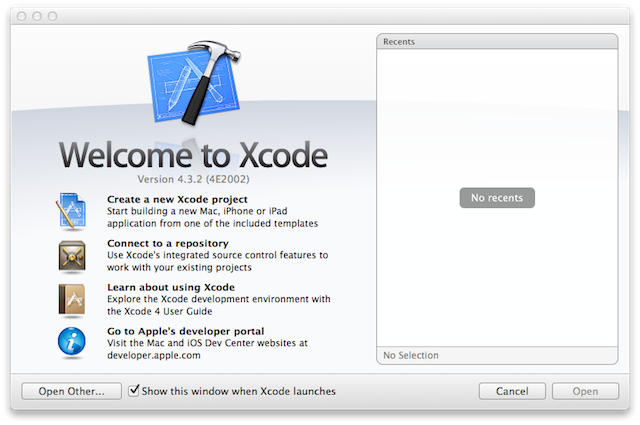 Welcome to Xcode
Version 4.3.2 (4E2002)
Create a new Xcode project
Start building a new Mac, iPhone or iPad
application from one of the included templates
Connect to a repository
Use Xcode's integrated source control features to
work with your existing projects
Learn about using Xcode
Explore the Xcode development environment with
the Xcode 4 User Guide
Go to Apple's developer portal
Visit the Mac and iOS Dev Center websites at
developer.apple.com
Recents
No recents
No Selection
Open Other...
Show this window when Xcode launches
Cancel
Open